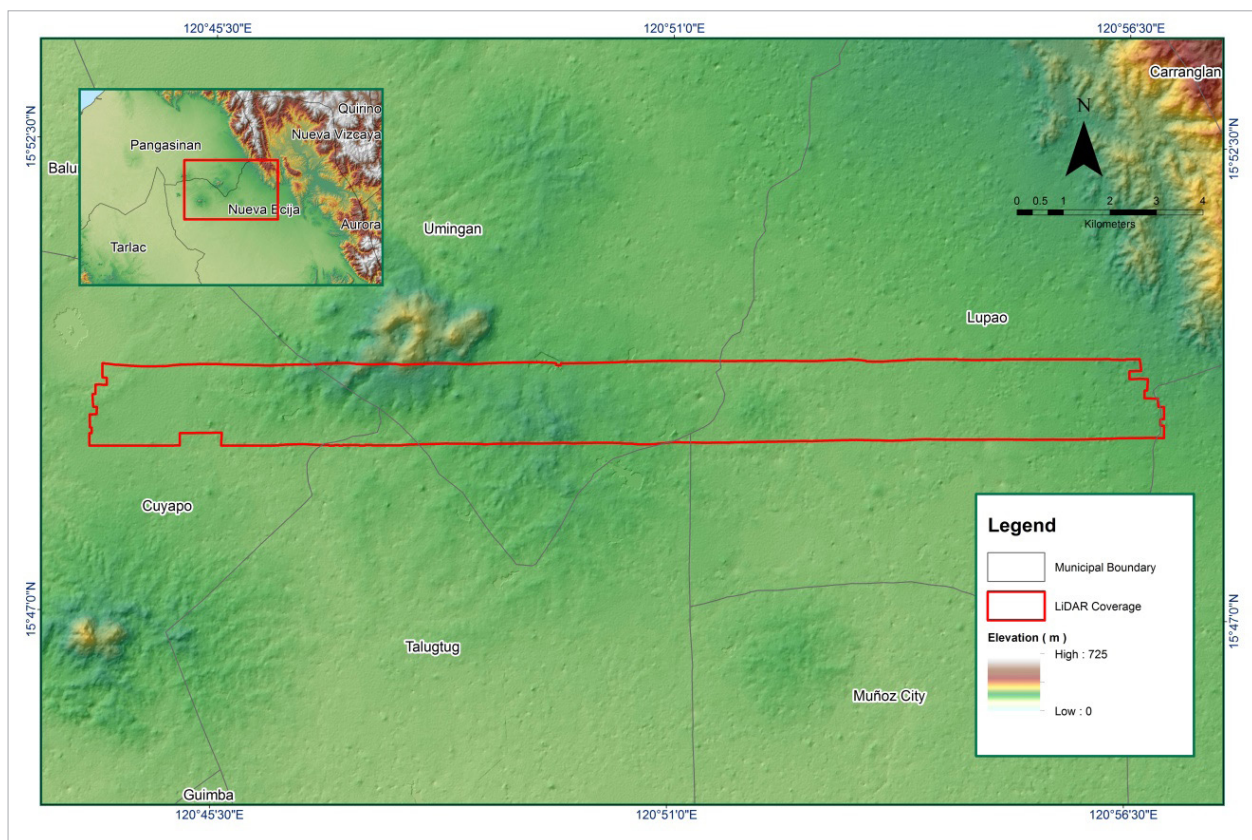 120°45'30"E
120°51'0"E
120°56'30"E
Carranglan
N
15°52'30"N
15°52'30"N
Quirino
Nueva Vizcaya
Pangasinan
Nueva Ecija
Aurora
Tarlac
Balu
0 0.5 1 2 3 4
Kilometers
Umingan
Lupao
Cuyapo
Legend
Municipal Boundary
LiDAR Coverage
Elevation ( m )
High : 725
Low : 0
15°47'0"N
15°47'0"N
Talugtug
Muñoz City
Guimba
120°45'30"E
120°51'0"E
120°56'30"E